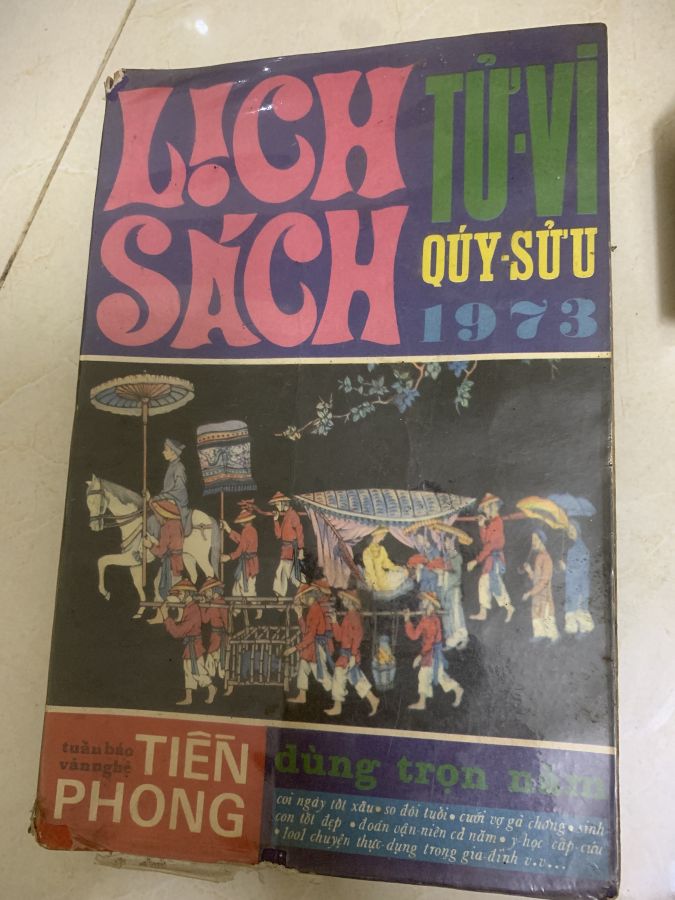 LỊCH
SÁCH
TỬ-VI
QÚY-SỬU
1973
tuần báo
văn nghệ
TIỀN
PHONG
dùng trọn năm
coi ngày tốt xấu • so đôi tuổi • cưới vợ gả chồng • sinh
con tốt đẹp • đoán vận-niên cả năm • y-học cấp-cứu
• 1001 chuyện thực-dụng trong gia-đình v.v...